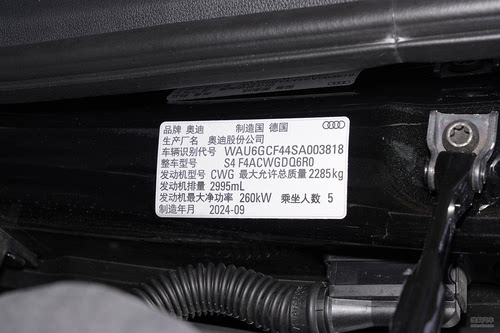 品牌 奥迪 制造国 德国
生产厂名 奥迪股份公司
车辆识别代号 WAU6GCF44SA003818
整车型号 S4 F4ACWGDQ6R0
发动机型号 CWG 最大允许总质量 2285kg
发动机排量 2995mL
发动机最大净功率 260kW 乘坐人数 5
制造年月 2024-09